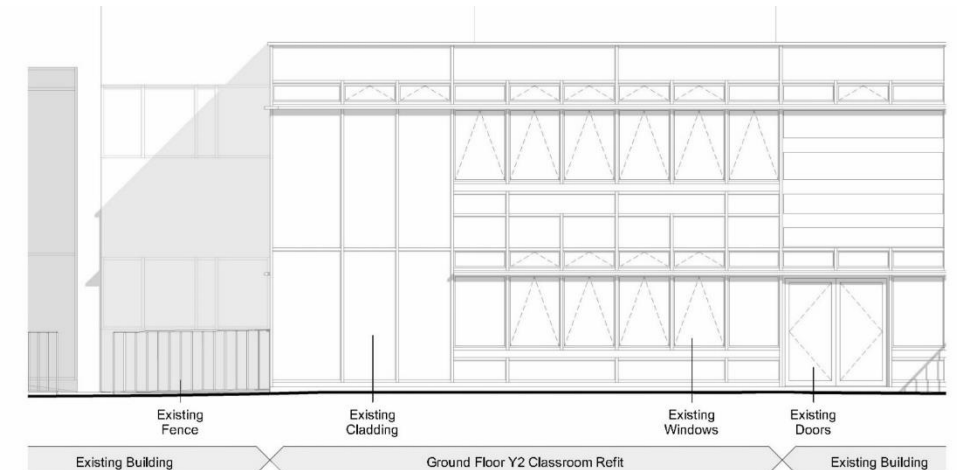 Existing
Fence
Existing
Cladding
Existing
Windows
Existing
Doors
Existing Building
Ground Floor Y2 Classroom Refit
Existing Building